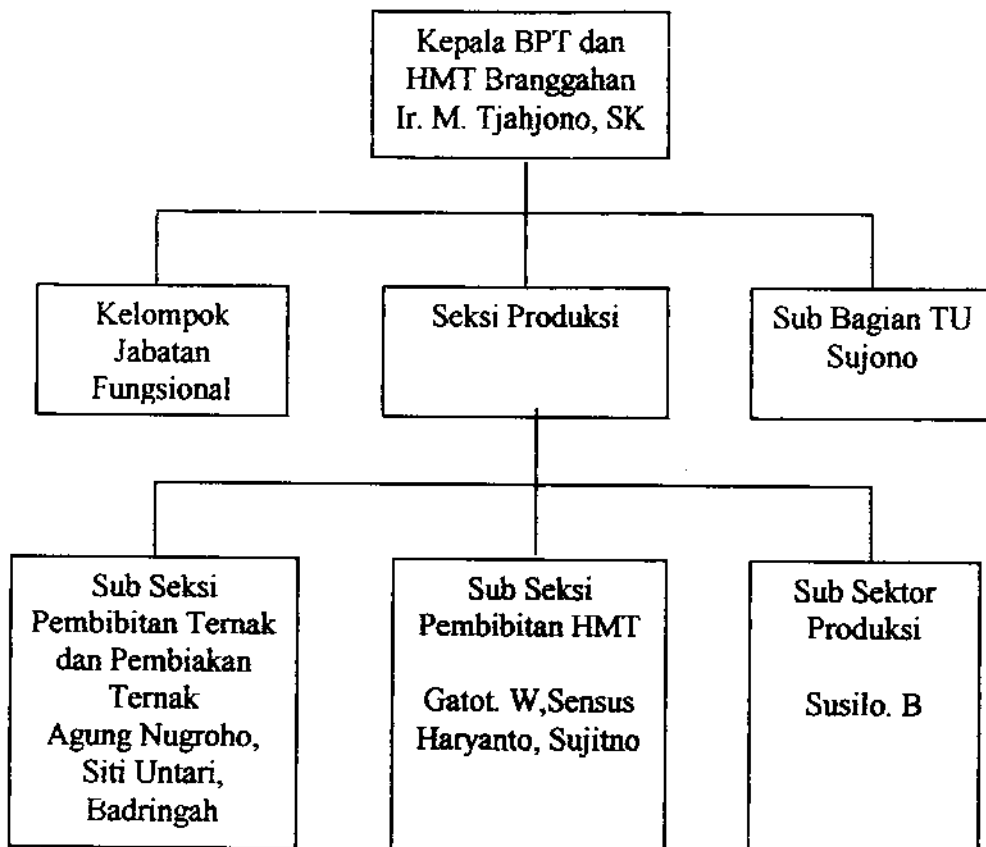 Kepala BPT dan
HMT Branggahan
Ir. M. Tjahjono, SK
Kelompok
Jabatan
Fungsional
Seksi Produksi
Sub Bagian TU
Sujono
Sub Seksi
Pembibitan Ternak
dan Pembiakan
Ternak
Agung Nugroho,
Siti Untari,
Badringah
Sub Seksi
Pembibitan HMT
Gatot. W,Sensus
Haryanto, Sujitno
Sub Sektor
Produksi
Susilo. B